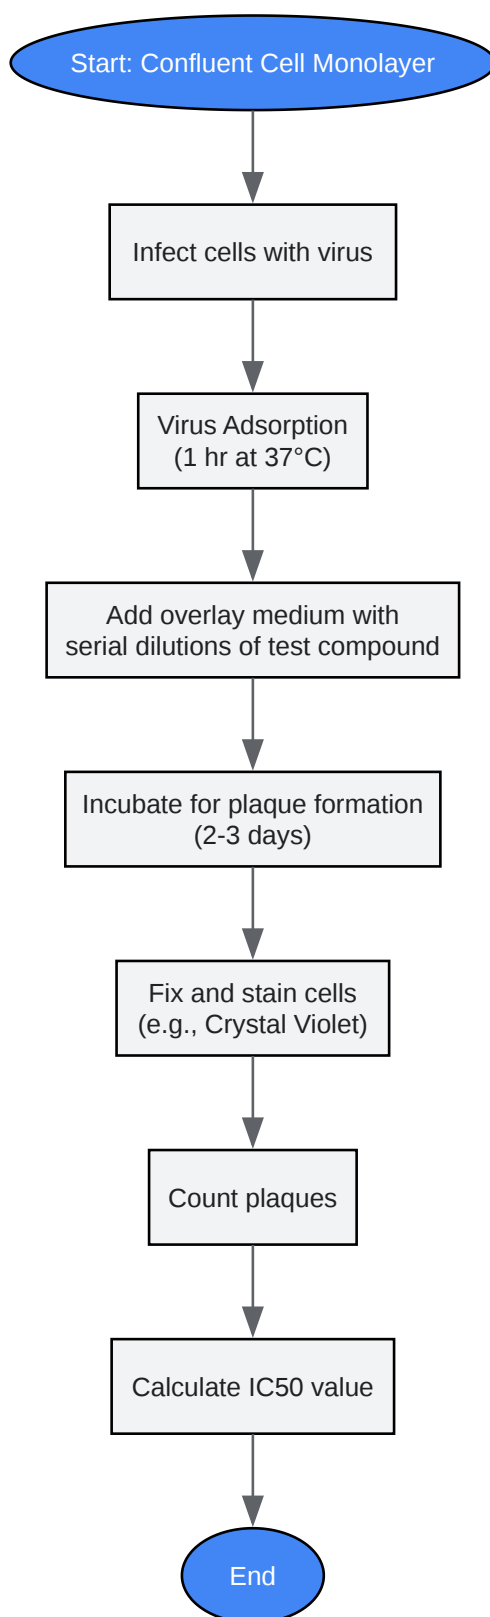 Start: Confluent Cell Monolayer
Infect cells with virus
Virus Adsorption
(1 hr at 37°C)
Add overlay medium with
serial dilutions of test compound
Incubate for plaque formation
(2-3 days)
Fix and stain cells
(e.g., Crystal Violet)
Count plaques
Calculate IC50 value
End